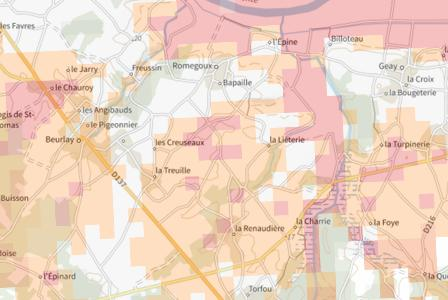 les Favres
l'Épine
Billoteau
le Jarry
Freussin
Romegoux
Geay
la Croix
Bapaille
le Chauroy
la Bougeterie
les Angibauds
le Pigeonnier
Beurlay
les Creuseaux
la Lièterie
la Turpinerie
la Treuille
D137
Buisson
la Charrie
la Foye
D216
la Renaudière
l'Épinard
Torfou